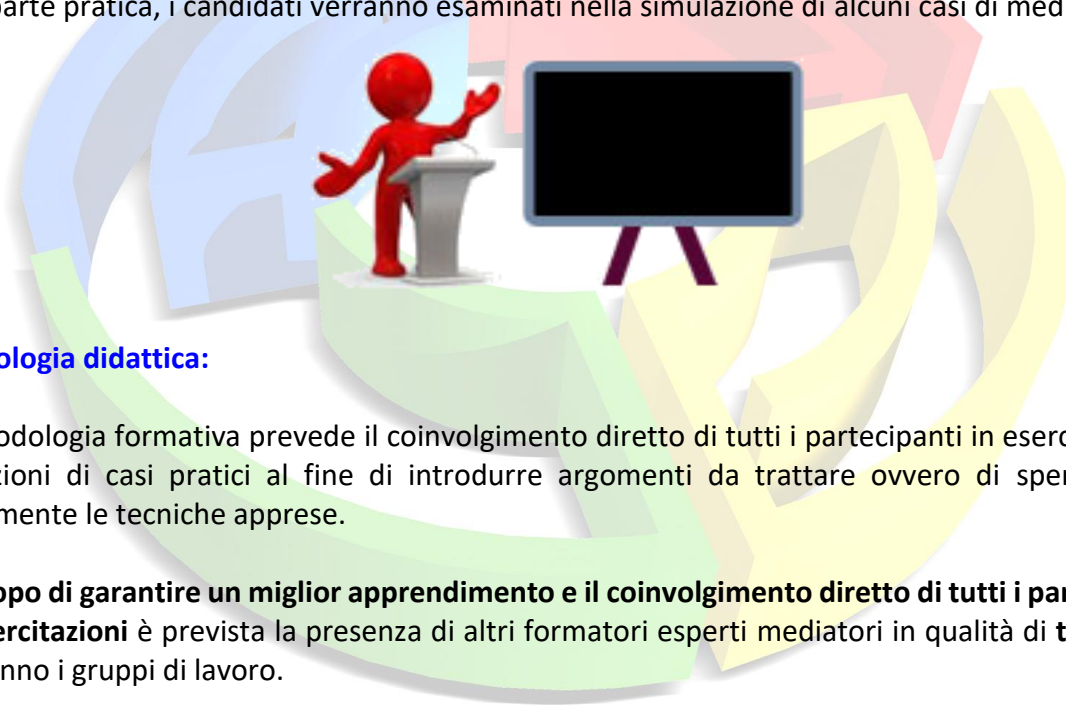 parte pratica, i candidati verranno esaminati nella simulazione di alcuni casi di med
ologia didattica:
odologia formativa prevede il coinvolgimento diretto di tutti i partecipanti in eserc
zioni di casi pratici al fine di introdurre argomenti da trattare ovvero di sper
mente le tecniche apprese.
opo di garantire un miglior apprendimento e il coinvolgimento diretto di tutti i par
ercitazioni è prevista la presenza di altri formatori esperti mediatori in qualità di t
nno i gruppi di lavoro.